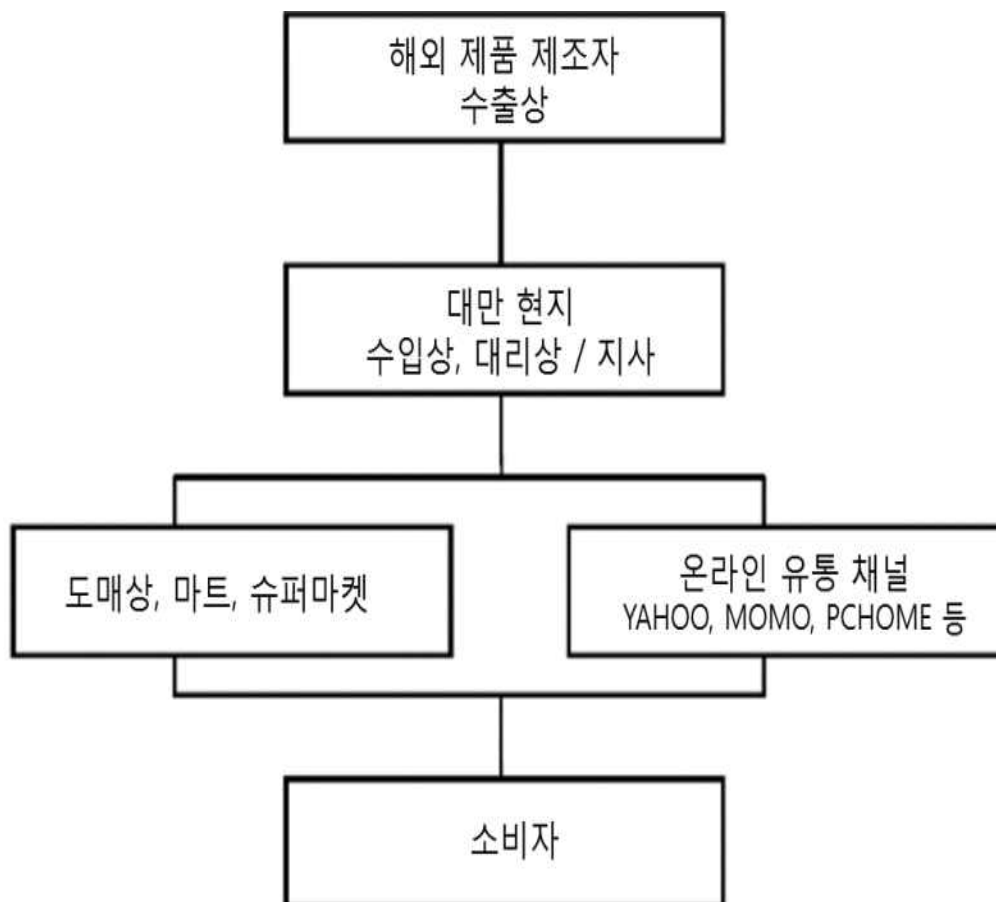 해외 제품 제조자
수출상
대만 현지
수입상, 대리상 / 지사
도매상, 마트, 슈퍼마켓
온라인 유통 채널
YAHOO, MOMO, PCHOME 등
소비자